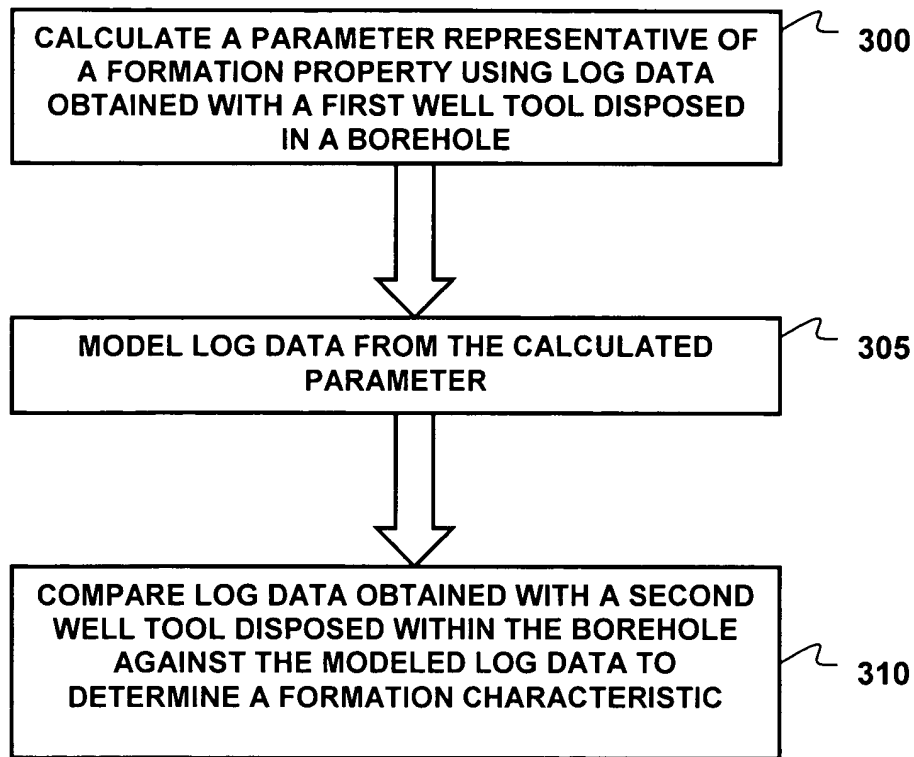 CALCULATE A PARAMETER REPRESENTATIVE OF
A FORMATION PROPERTY USING LOG DATA
OBTAINED WITH A FIRST WELL TOOL DISPOSED
IN A BOREHOLE
300
MODEL LOG DATA FROM THE CALCULATED
PARAMETER
305
COMPARE LOG DATA OBTAINED WITH A SECOND
WELL TOOL DISPOSED WITHIN THE BOREHOLE
AGAINST THE MODELED LOG DATA TO
DETERMINE A FORMATION CHARACTERISTIC
310